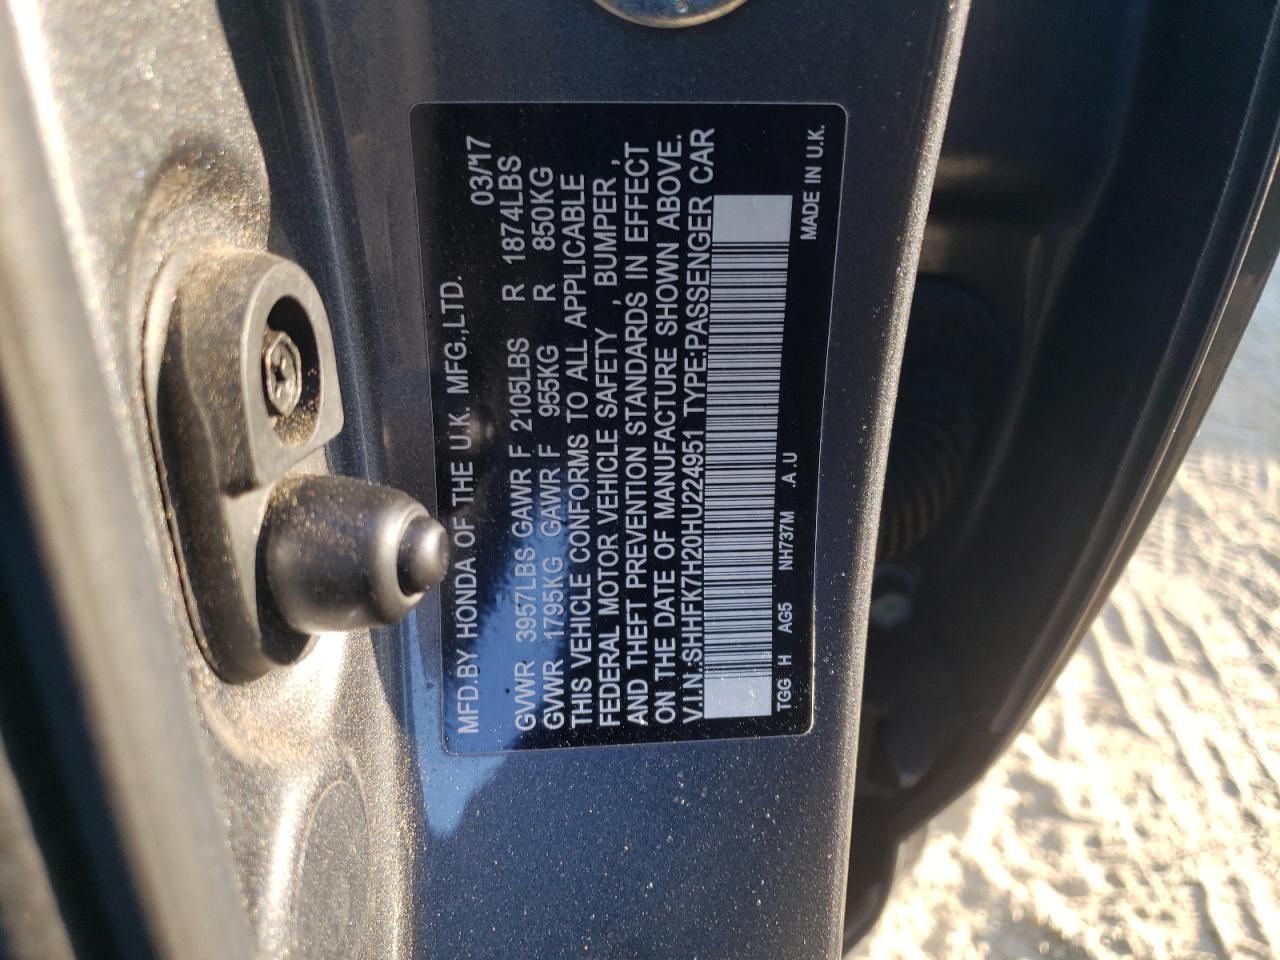 MFD.BY HONDA OF THE U.K. MFG.,LTD. 03/'17
GVWR 3957LBS GAWR F 2105LBS R 1874LBS
GVWR 1795KG GAWR F 955KG R 850KG
THIS VEHICLE CONFORMS TO ALL APPLICABLE
FEDERAL MOTOR VEHICLE SAFETY , BUMPER ,
AND THEFT PREVENTION STANDARDS IN EFFECT
ON THE DATE OF MANUFACTURE SHOWN ABOVE.
V.I.N.:SHHFK7H20HU224951 TYPE:PASSENGER CAR
TGG H AG5 NH737M A.U MADE IN U.K.